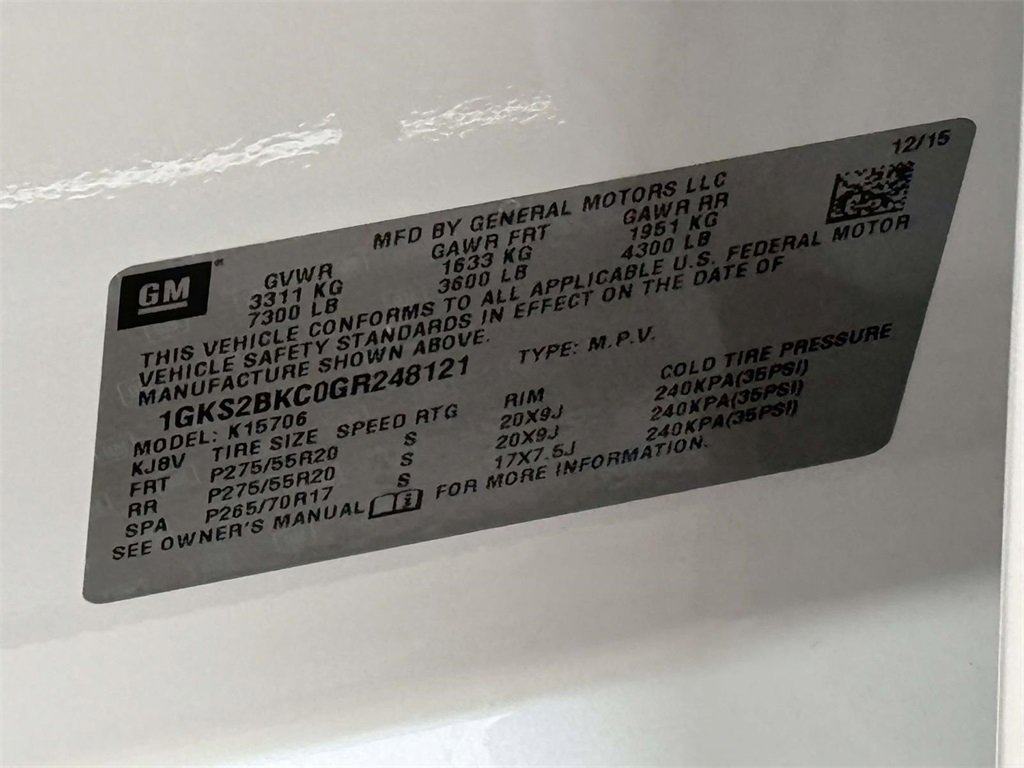 12/15
MFD BY GENERAL MOTORS LLC
GM
GVWR GAWR FRT GAWR RR
3311 KG 1633 KG 1951 KG
7300 LB 3600 LB 4300 LB
THIS VEHICLE CONFORMS TO ALL APPLICABLE U.S. FEDERAL MOTOR
VEHICLE SAFETY STANDARDS IN EFFECT ON THE DATE OF
MANUFACTURE SHOWN ABOVE.
1GKS2BKC0GR248121 TYPE: M.P.V.
MODEL: K15706
KJ8V TIRE SIZE SPEED RTG RIM COLD TIRE PRESSURE
FRT P275/55R20 S 20X9J 240KPA(35PSI)
RR P275/55R20 S 20X9J 240KPA(35PSI)
SPA P265/70R17 S 17X7.5J 240KPA(35PSI)
SEE OWNER'S MANUAL i FOR MORE INFORMATION.